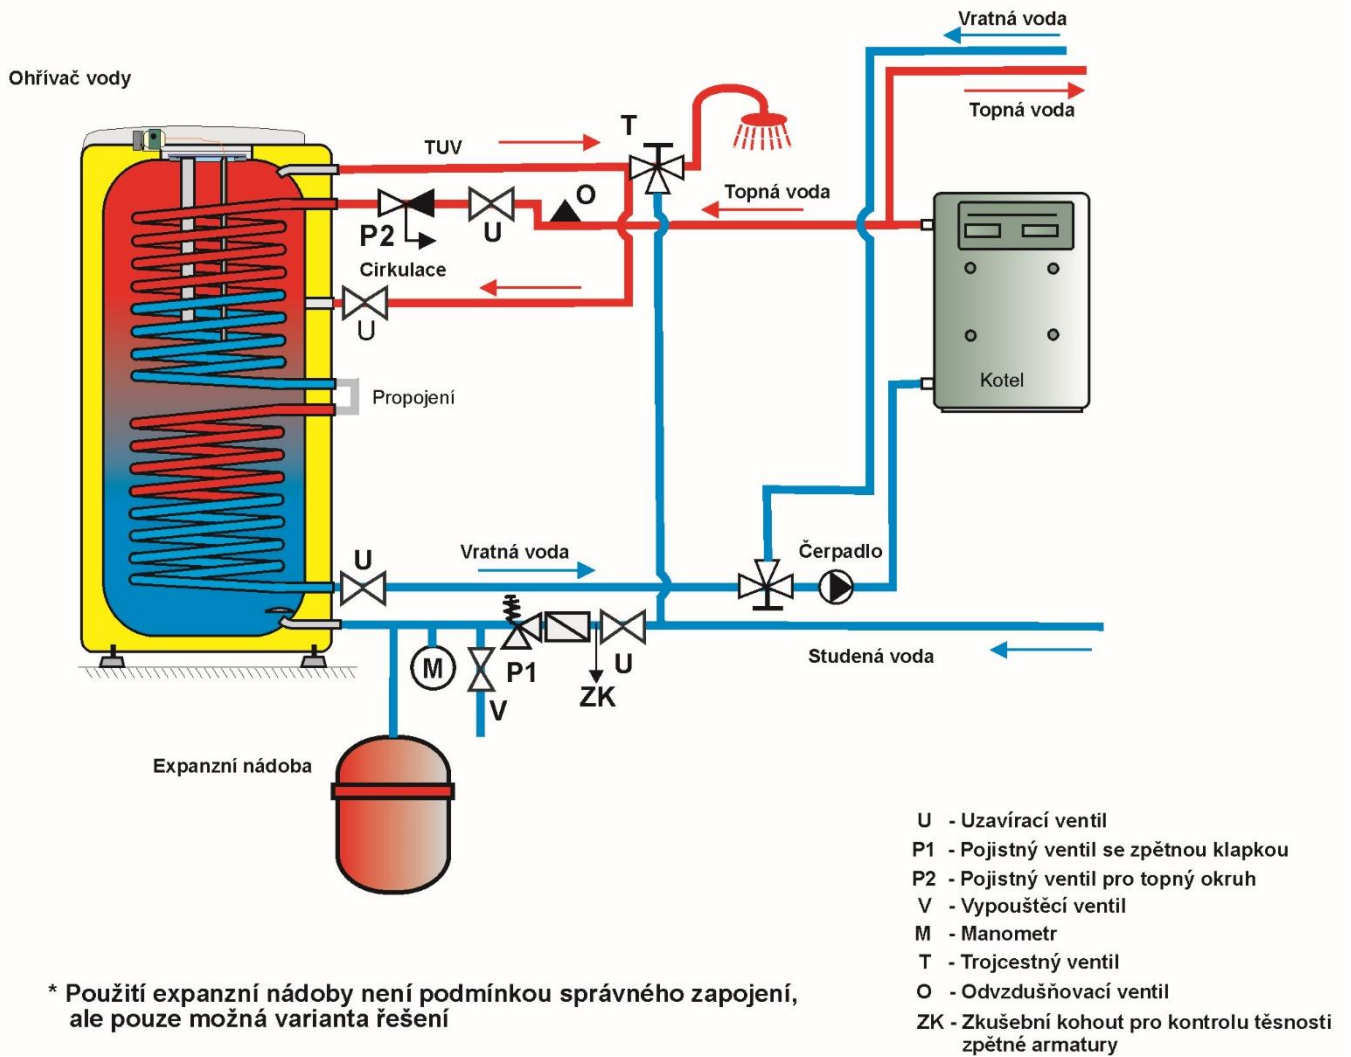 Vratná voda
Ohřívač vody
Topná voda
TUV
T
Topná voda
O
P2
U
Cirkulace
U
Kotel
Propojení
U
Vratná voda
Čerpadlo
M
P1
U
Studená voda
ZK
V
Expanzní nádoba
U - Uzavírací ventil
P1 - Pojistný ventil se zpětnou klapkou
P2 - Pojistný ventil pro topný okruh
V - Vypouštěcí ventil
M - Manometr
T - Trojcestný ventil
O - Odvzdušňovací ventil
ZK - Zkušební kohout pro kontrolu těsnosti
zpětné armatury
* Použití expanzní nádoby není podmínkou správného zapojení,
ale pouze možná varianta řešení